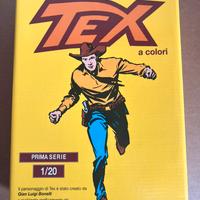 TEX
a colori
PRIMA SERIE
1/20
Il personaggio di Tex è stato creato da
Gian Luigi Bonelli